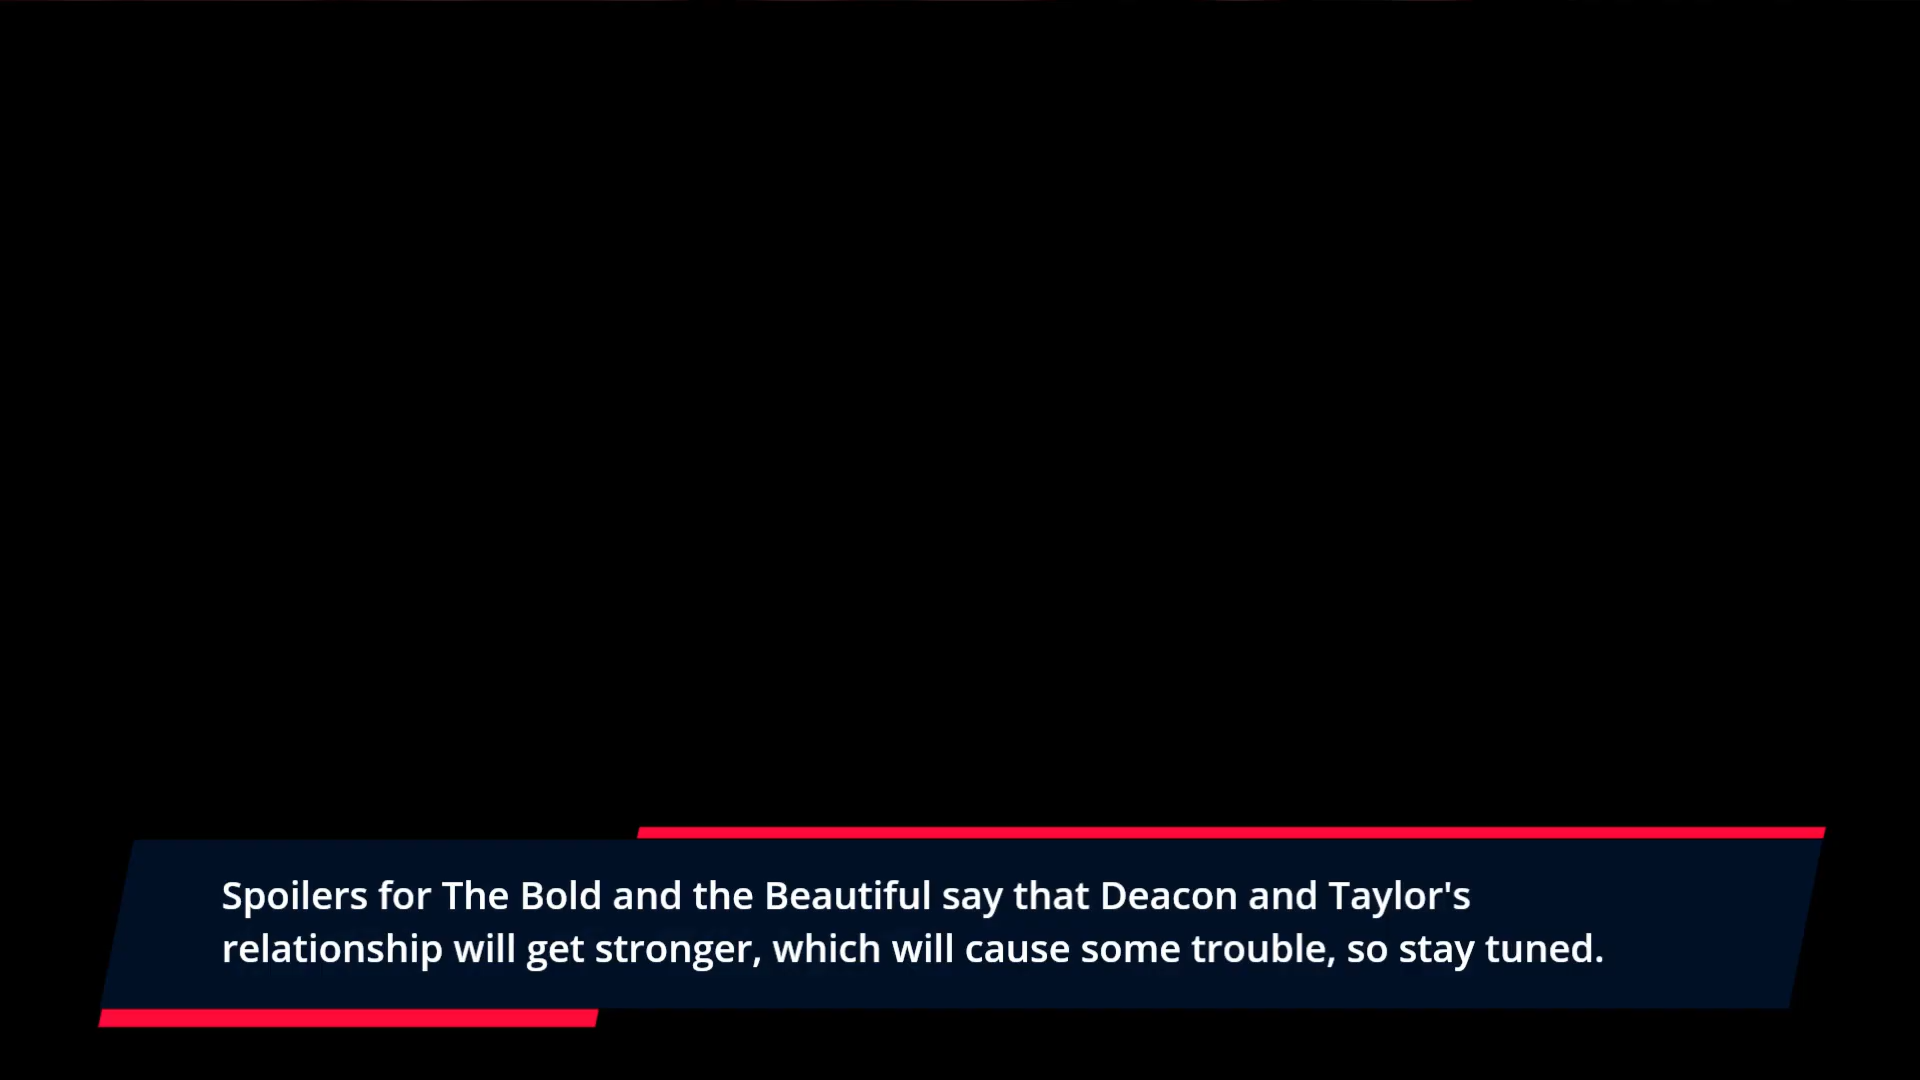 Spoilers for The Bold and the Beautiful say that Deacon and Taylor's
relationship will get stronger, which will cause some trouble, so stay tuned.